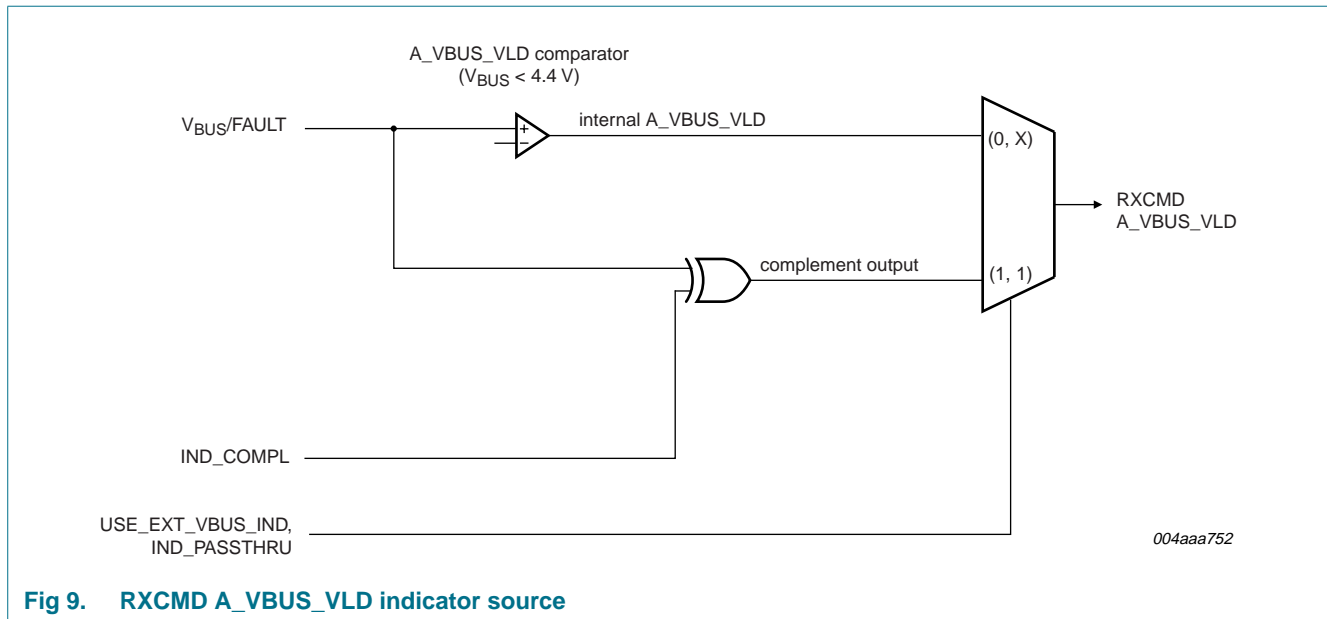 A_VBUS_VLD comparator
(VBUS < 4.4 V)
VBUS/FAULT
+
−
internal A_VBUS_VLD
(0, X)
RXCMD
A_VBUS_VLD
complement output
(1, 1)
IND_COMPL
USE_EXT_VBUS_IND,
IND_PASSTHRU
004aaa752
Fig 9. RXCMD A_VBUS_VLD indicator source